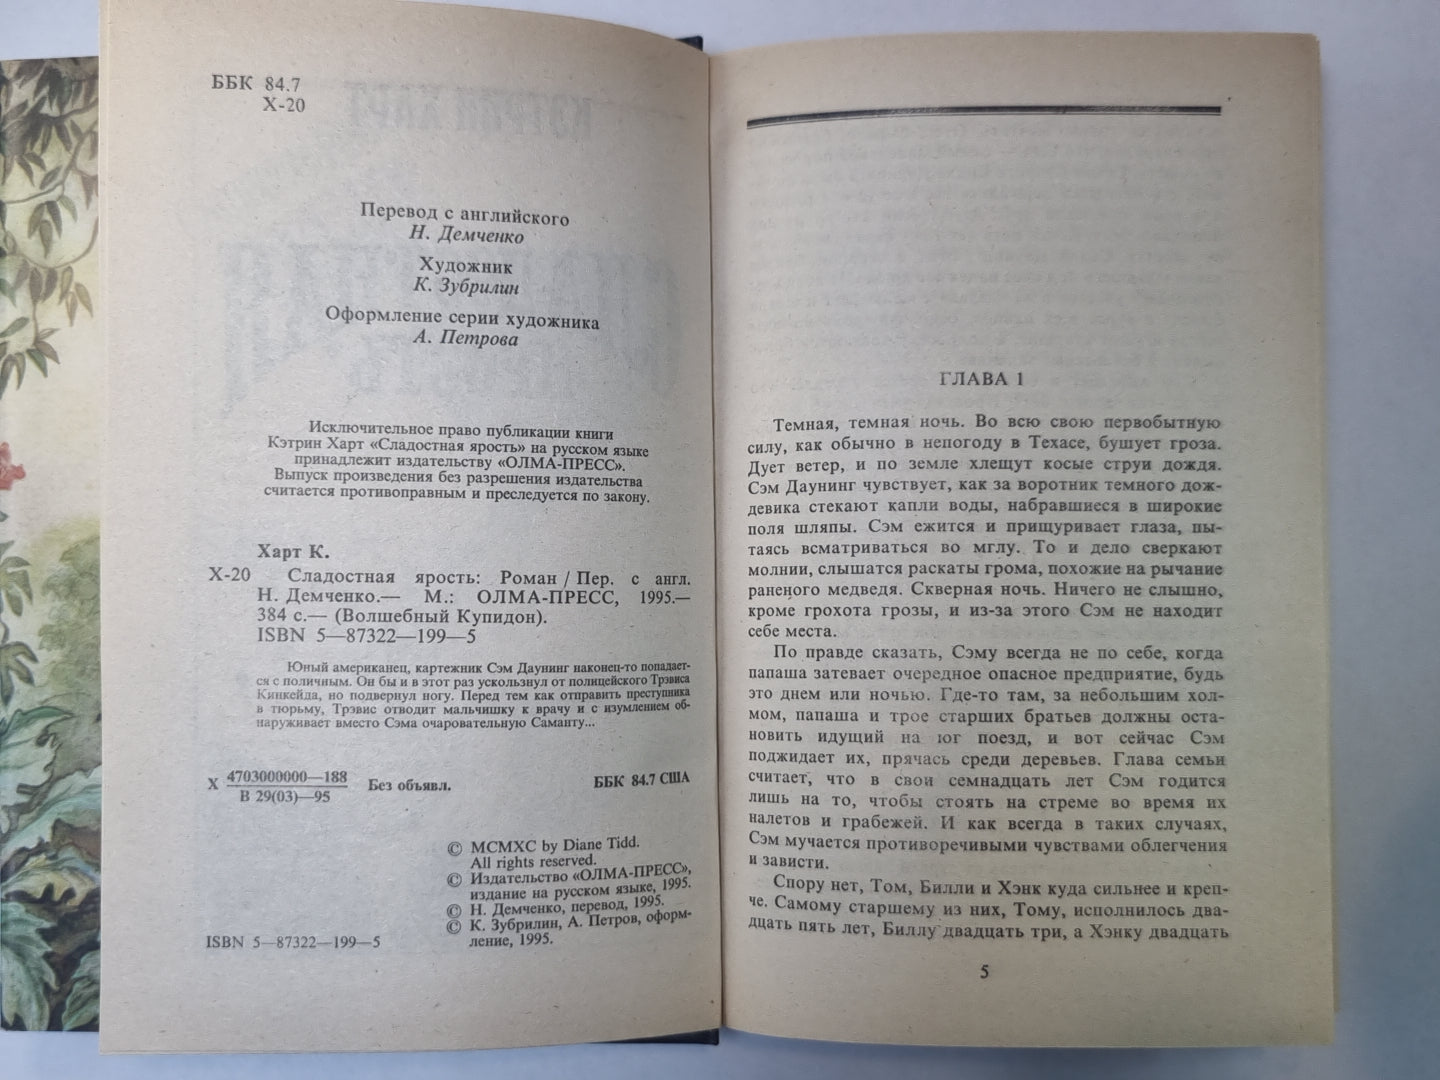 ББК 84.7
Х-20
Перевод с английского
Н. Демченко
Художник
К. Зубрилин
Оформление серии художника
А. Петрова
Исключительное право публикации книги
Кэтрин Харт «Сладостная ярость» на русском языке
принадлежит издательству «ОЛМА-ПРЕСС».
Выпуск произведения без разрешения издательства
считается противоправным и преследуется по закону.
Харт К.
Х-20 Сладостная ярость: Роман / Пер. с англ.
Н. Демченко.— М.: ОЛМА-ПРЕСС, 1995.—
384 с.— (Волшебный Купидон).
ISBN 5—87322—199—5
Юный американец, картежник Сэм Даунинг наконец-то попадает-
ся с поличным. Он бы и в этот раз ускользнул от полицейского Трэвиса
Кинкейда, но подвернул ногу. Перед тем как отправить преступника
в тюрьму, Трэвис отводит мальчишку к врачу и с изумлением об-
наруживает вместо Сэма очаровательную Саманту...
Х 4703000000—188 Без объявл. ББК 84.7 США
В 29(03)—95
© MCMXC by Diane Tidd.
All rights reserved.
© Издательство «ОЛМА-ПРЕСС»,
издание на русском языке, 1995.
© Н. Демченко, перевод, 1995.
© К. Зубрилин, А. Петров, оформ-
ление, 1995.
ISBN 5—87322—199—5
ГЛАВА 1
Темная, темная ночь. Во всю свою первобытную
силу, как обычно в непогоду в Техасе, бушует гроза.
Дует ветер, и по земле хлещут косые струи дождя.
Сэм Даунинг чувствует, как за воротник темного дож-
девика стекают капли воды, набравшиеся в широкие
поля шляпы. Сэм ежится и прищуривает глаза, пы-
таясь всматриваться во мглу. То и дело сверкают
молнии, слышатся раскаты грома, похожие на рычание
раненого медведя. Скверная ночь. Ничего не слышно,
кроме грохота грозы, и из-за этого Сэм не находит
себе места.
По правде сказать, Сэму всегда не по себе, когда
папаша затевает очередное опасное предприятие, будь
это днем или ночью. Где-то там, за небольшим хол-
мом, папаша и трое старших братьев должны оста-
новить идущий на юг поезд, и вот сейчас Сэм
поджидает их, прячась среди деревьев. Глава семьи
считает, что в свои семнадцать лет Сэм годится
лишь на то, чтобы стоять на стреме во время их
налетов и грабежей. И как всегда в таких случаях,
Сэм мучается противоречивыми чувствами облегчения
и зависти.
Спору нет, Том, Билли и Хэнк куда сильнее и креп-
че. Самому старшему из них, Тому, исполнилось два-
дцать пять лет, Биллу двадцать три, а Хэнку двадцать
5